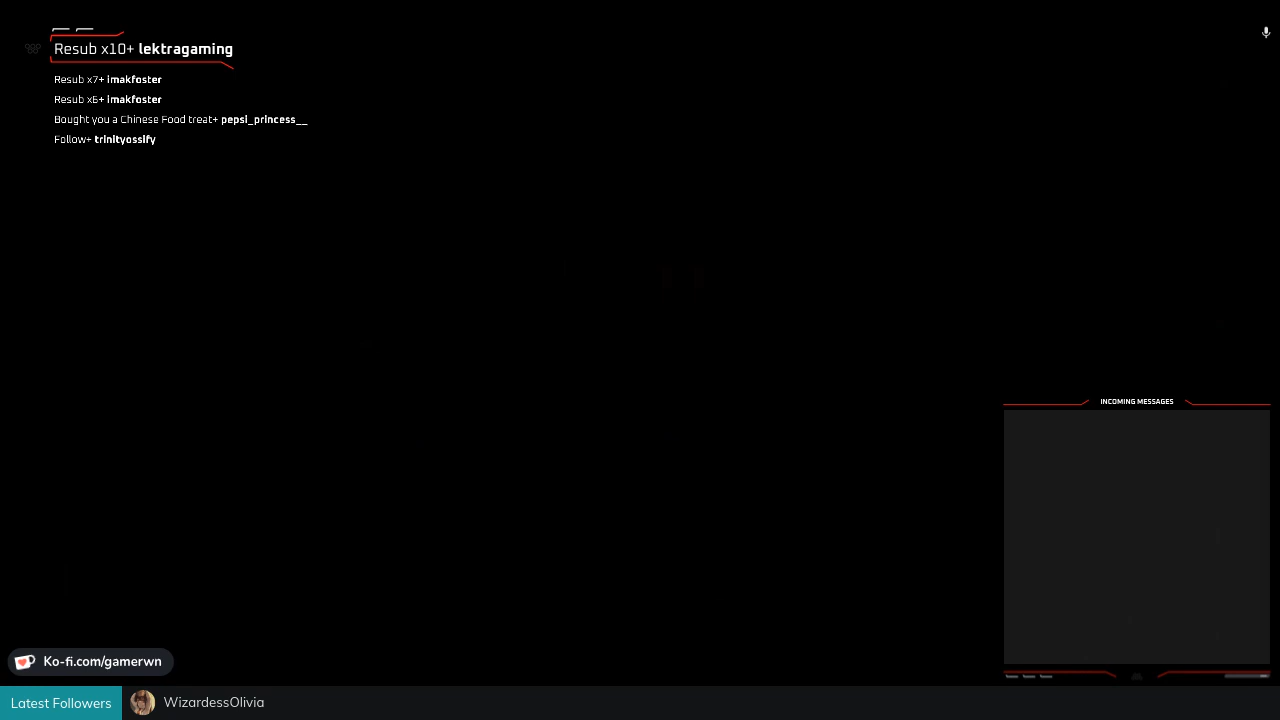 Resub x10+ lektragaming
Resub x7+ imakfoster
Resub x6+ imakfoster
Bought you a Chinese Food treat+ pepsi_princess__
Follow+ trinityossify
INCOMING MESSAGES
Ko-fi.com/gamerwn
Latest Followers WizardessOlivia